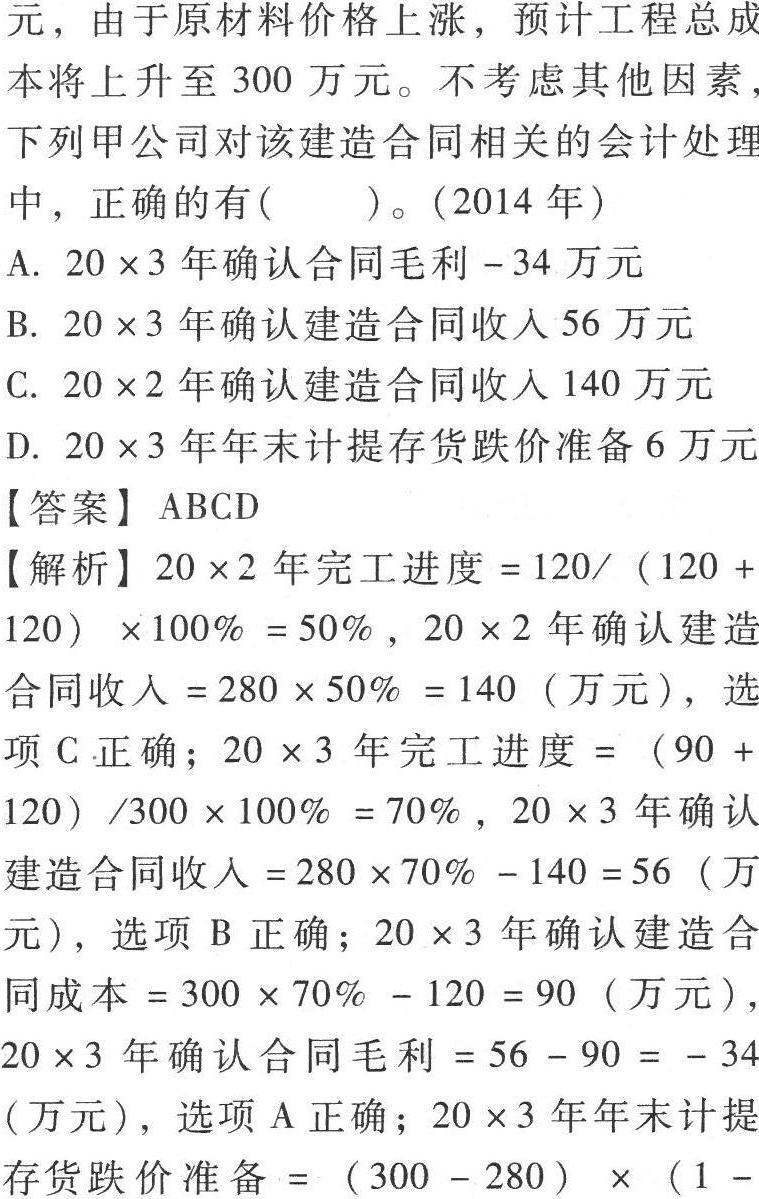 元，由于原材料价格上涨，预计工程总成
本将上升至 300 万元。不考虑其他因素，
下列甲公司对该建造合同相关的会计处理
中，正确的有(　　)。(2014 年)
A. 20 ×3 年确认合同毛利 -34 万元
B. 20 ×3 年确认建造合同收入 56 万元
C. 20 ×2 年确认建造合同收入 140 万元
D. 20 ×3 年年末计提存货跌价准备 6 万元
【答案】 ABCD
【解析】 20 ×2 年完工进度 = 120/（120 +
120） ×100% = 50%，20 ×2 年确认建造
合同收入 = 280 ×50% = 140（万元），选
项 C 正确；20 ×3 年完工进度 =（90 +
120）/300 ×100% = 70%，20 ×3 年确认
建造合同收入 = 280 ×70% - 140 = 56（万
元），选项 B 正确；20 ×3 年确认建造合
同成本 = 300 ×70% - 120 = 90（万元），
20 ×3 年确认合同毛利 = 56 - 90 = - 34
（万元），选项 A 正确；20 ×3 年年末计提
存货跌价准备 =（300 - 280） ×（1 -